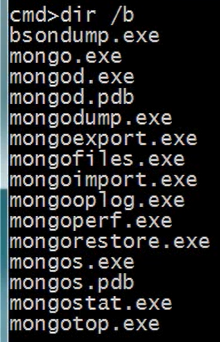 cmd>dir /b
bsondump.exe
mongo.exe
mongod.exe
mongod.pdb
mongodump.exe
mongoexport.exe
mongofiles.exe
mongoimport.exe
mongooplog.exe
mongoperf.exe
mongorestore.exe
mongos.exe
mongos.pdb
mongostat.exe
mongotop.exe